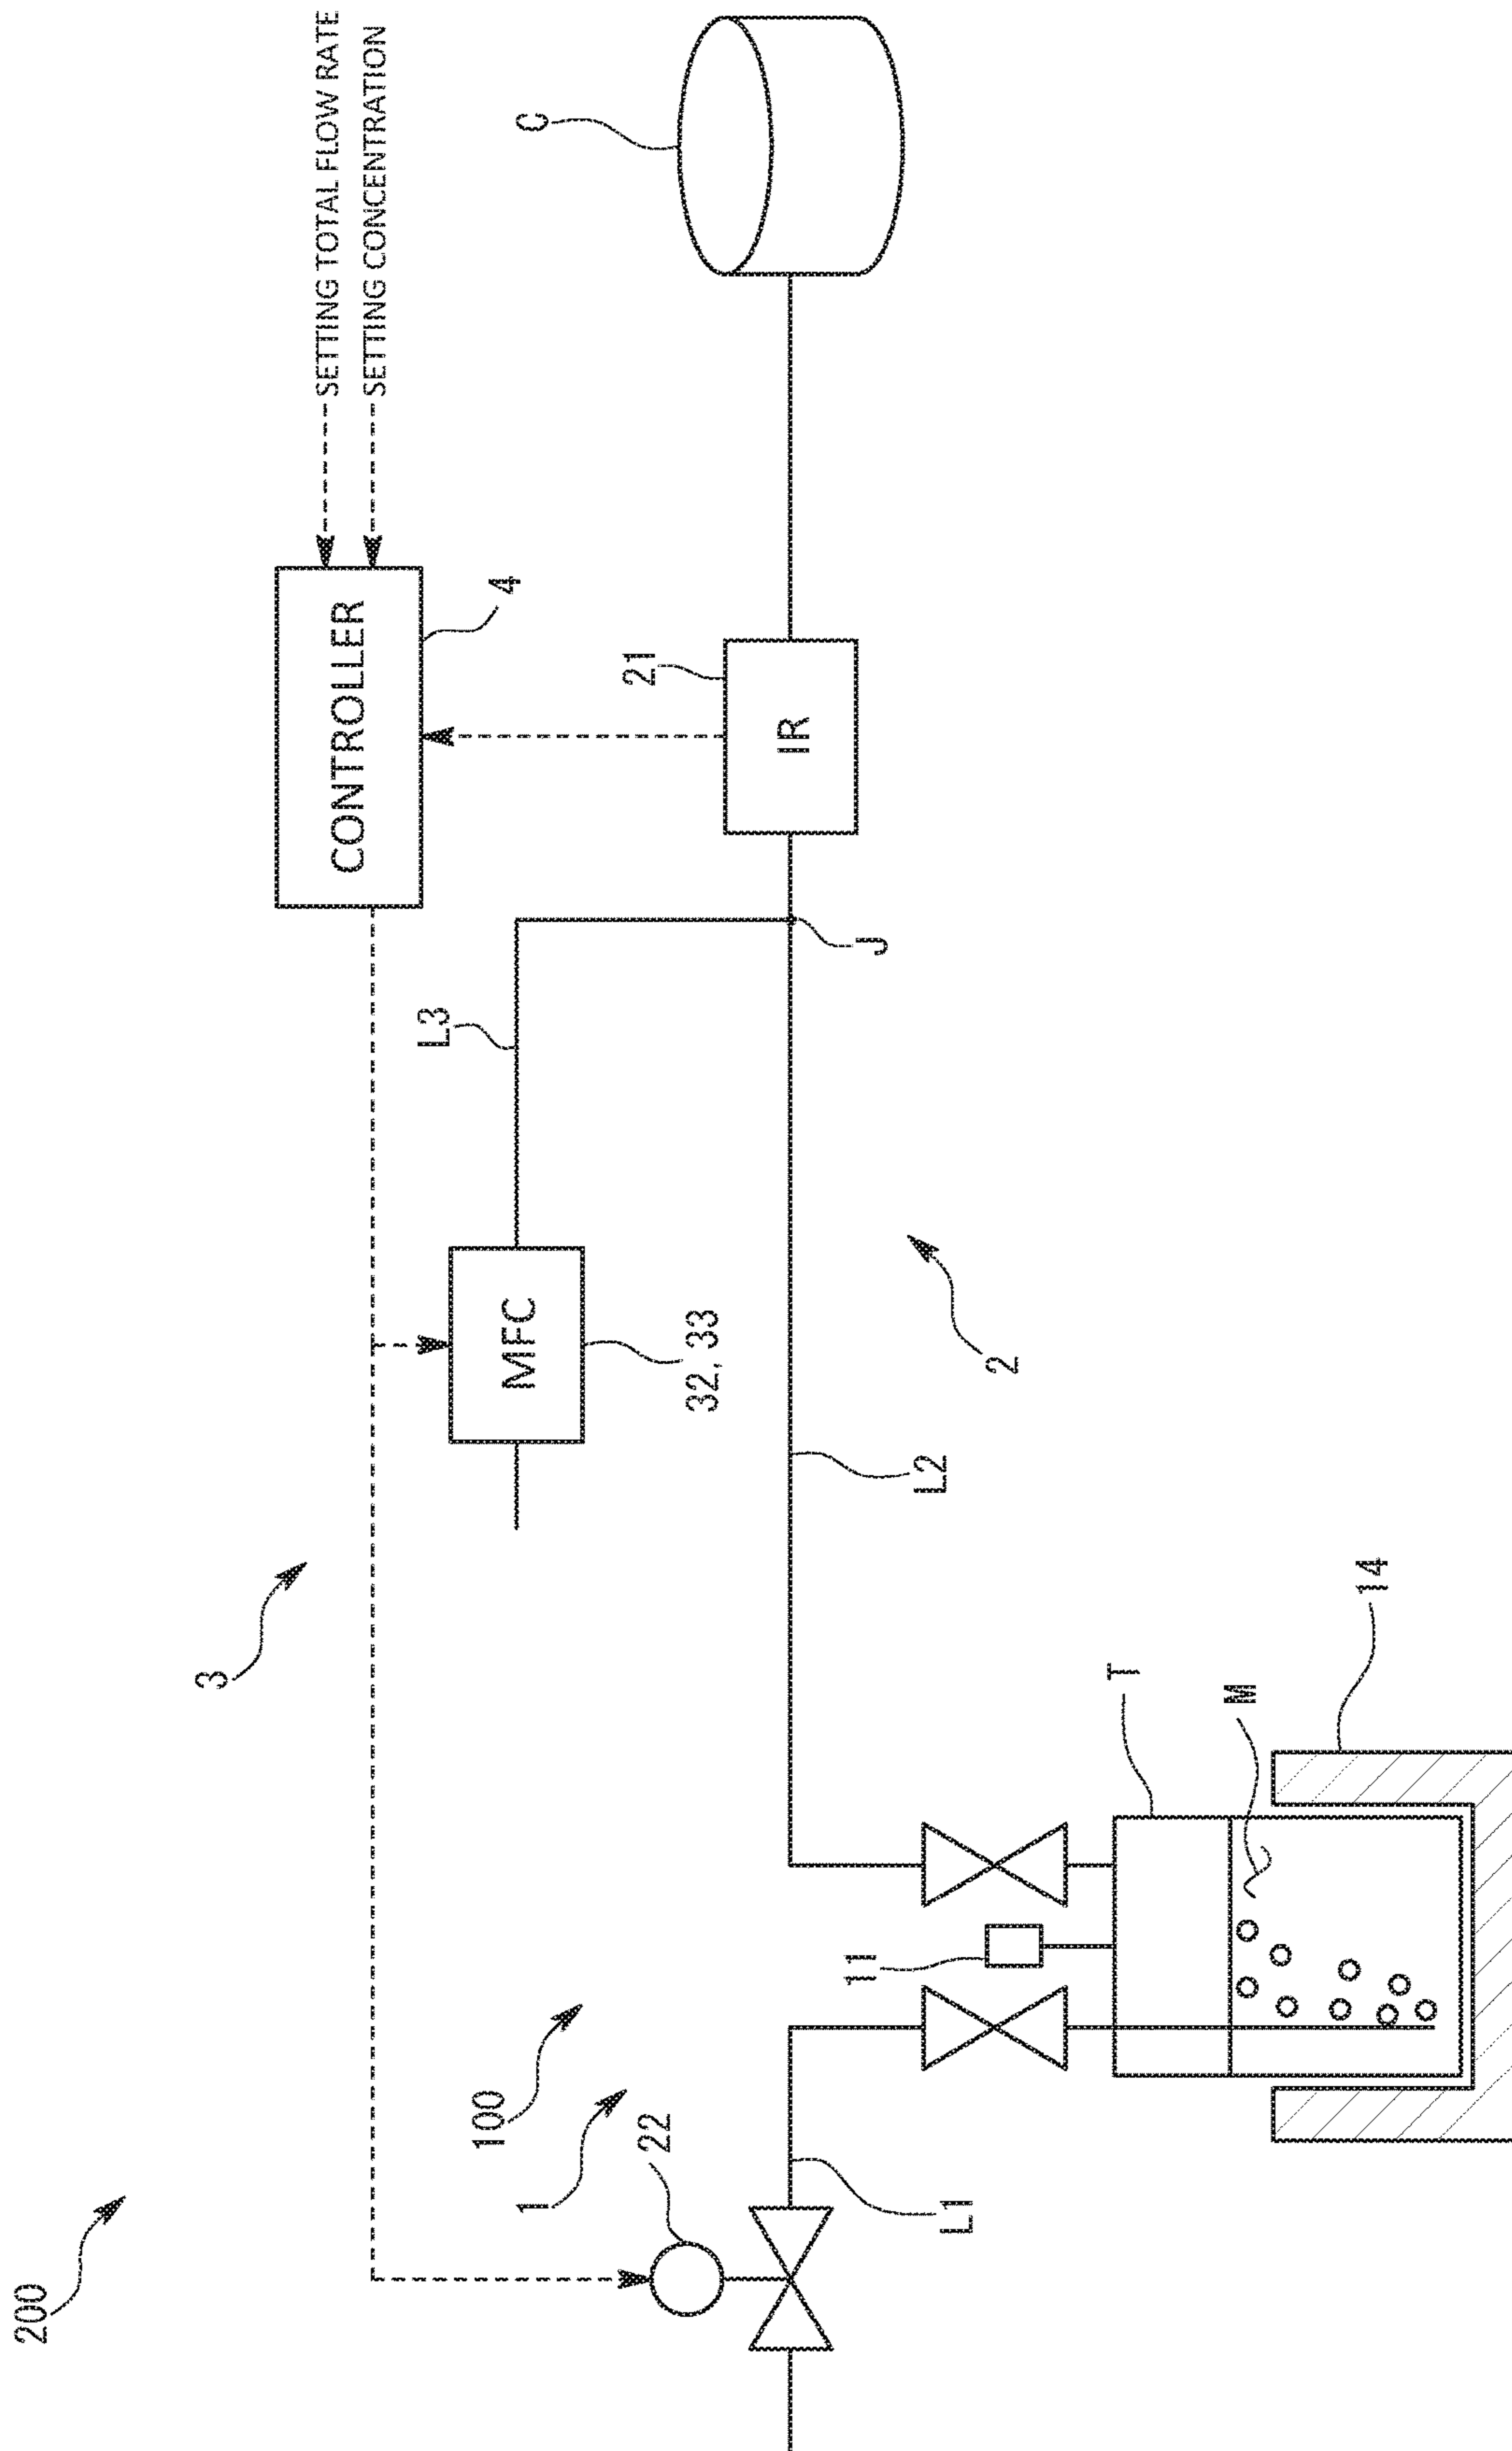 200
3
SETTING TOTAL FLOW RATE
SETTING CONCENTRATION
CONTROLLER
4
L3
MFC
32, 33
21
IR
C
J
100
1
22
2
L2
L1
11
T
M
14